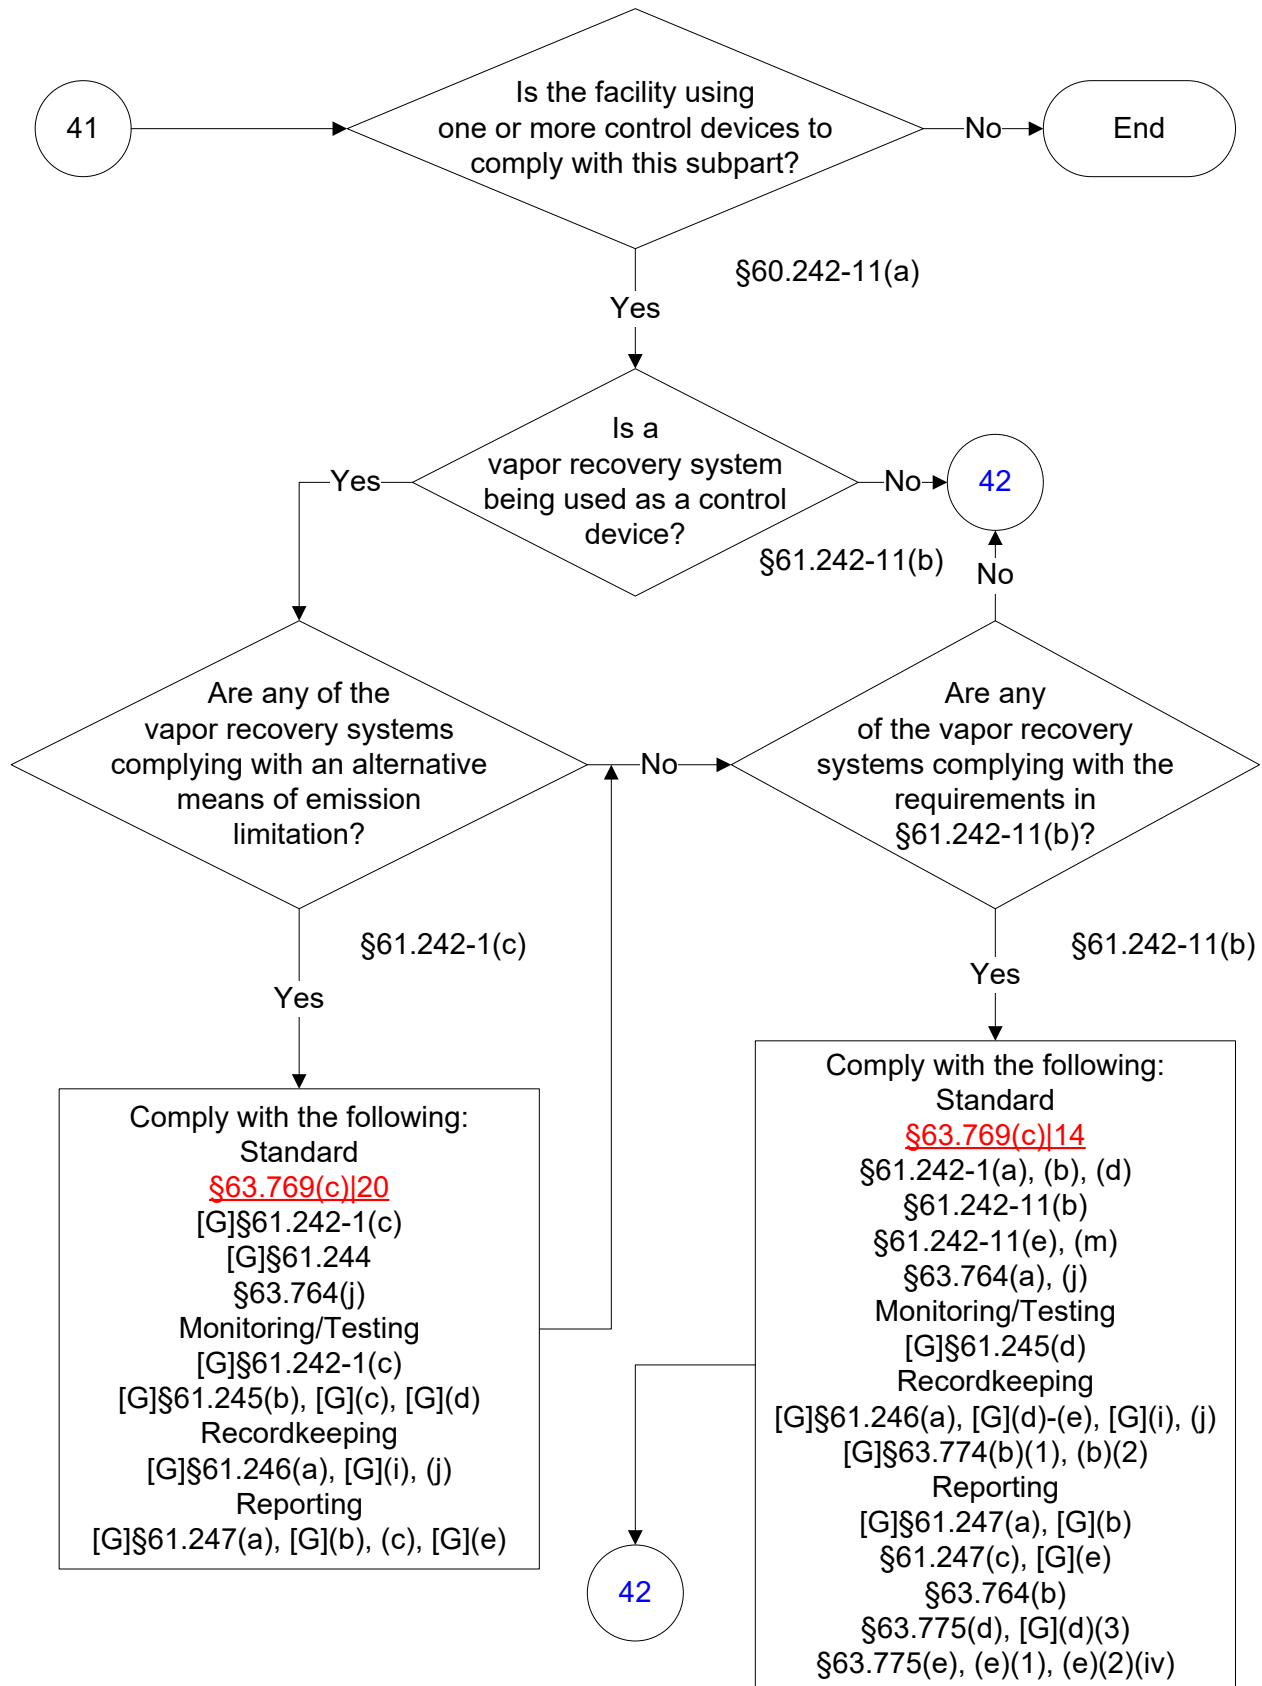 41
Is the facility using
one or more control devices to
comply with this subpart?
No
End
§60.242-11(a)
Yes
Is a
vapor recovery system
being used as a control
device?
Yes
No
42
§61.242-11(b)
No
Are any of the
vapor recovery systems
complying with an alternative
means of emission
limitation?
No
Are any
of the vapor recovery
systems complying with the
requirements in
§61.242-11(b)?
§61.242-1(c)
Yes
§61.242-11(b)
Yes
Comply with the following:
Standard
§63.769(c)|20
[G]§61.242-1(c)
[G]§61.244
§63.764(j)
Monitoring/Testing
[G]§61.242-1(c)
[G]§61.245(b), [G](c), [G](d)
Recordkeeping
[G]§61.246(a), [G](i), (j)
Reporting
[G]§61.247(a), [G](b), (c), [G](e)
Comply with the following:
Standard
§63.769(c)|14
§61.242-1(a), (b), (d)
§61.242-11(b)
§61.242-11(e), (m)
§63.764(a), (j)
Monitoring/Testing
[G]§61.245(d)
Recordkeeping
[G]§61.246(a), [G](d)-(e), [G](i), (j)
[G]§63.774(b)(1), (b)(2)
Reporting
[G]§61.247(a), [G](b)
§61.247(c), [G](e)
§63.764(b)
§63.775(d), [G](d)(3)
§63.775(e), (e)(1), (e)(2)(iv)
42